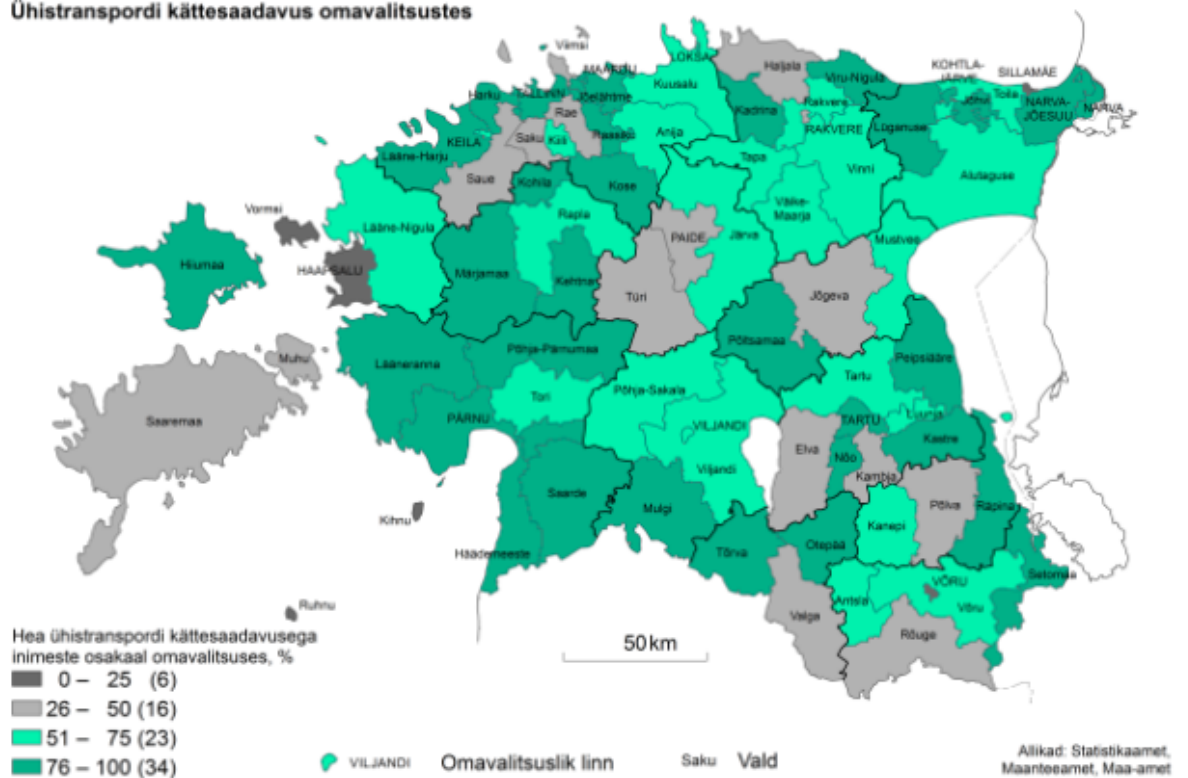 Ühistranspordi kättesaadavus omavalitsustes
Viimsi
LOKSA
Haljala
MAARDU
Kuusalu
Viru-Nigula
KOHTLA-
JÄRVE
SILLAMÄE
Harku
TALLINN
Jõelähtme
Rae
Kadrina
Rakvere
Toila
Jõhvi
NARVA-
JÕESUU
NARVA
KEILA
Saku
Kiili
Raasiku
Anija
RAKVERE
Lüganuse
Lääne-Harju
Saue
Kohila
Kose
Tapa
Vinni
Alutaguse
Vormsi
Lääne-Nigula
Rapla
Väike-
Maarja
PAIDE
Järva
Mustvee
Hiiumaa
HAAPSALU
Märjamaa
Kehtna
Türi
Jõgeva
Muhu
Lääneranna
Põhja-Pärnumaa
Põltsamaa
Peipsiääre
Saaremaa
Tori
Põhja-Sakala
Tartu
PÄRNU
VILJANDI
TARTU
Luunja
Kastre
Viljandi
Elva
Nõo
Kambja
Saarde
Mulgi
Põlva
Räpina
Kihnu
Kanepi
Häädemeeste
Tõrva
Otepää
Setomaa
VÕRU
Antsla
Võru
Ruhnu
Valga
Rõuge
Hea ühistranspordi kättesaadavusega
inimeste osakaal omavalitsuses, %
0 – 25 (6)
26 – 50 (16)
51 – 75 (23)
76 – 100 (34)
50 km
VILJANDI Omavalitsuslik linn
Saku Vald
Allikad: Statistikaamet,
Maanteeamet, Maa-amet